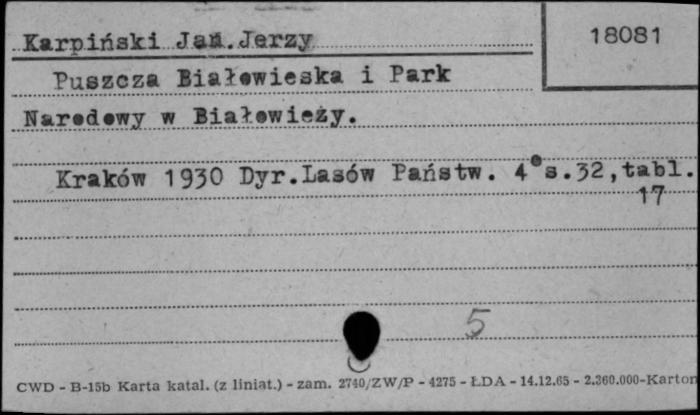 Karpiński Jan.Jerzy
18081
Puszcza Białowieska i Park
Narodowy w Białowieży.
Kraków 1930 Dyr.Lasów Państw. 4° s.32,tabl.
17
5
CWD - B-15b Karta katal. (z liniat.) - zam. 2740/ZW/P - 4275 - ŁDA - 14.12.65 - 2.360.000-Karton